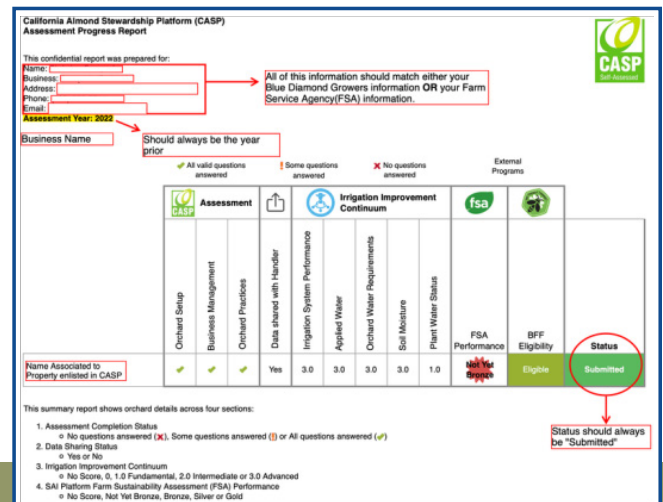 California Almond Stewardship Platform (CASP)
Assessment Progress Report
CASP
Self-Assessed
This confidential report was prepared for:
Name:
Business:
Address:
Phone:
Email:
All of this information should match either your
Blue Diamond Growers information OR your Farm
Service Agency(FSA) information.
Assessment Year: 2022
Business Name
Should always be the year
prior
All valid questions
answered
Some questions
answered
No questions
answered
External
Programs
CASP
Assessment
Irrigation Improvement
Continuum
fsa
Orchard Setup
Business Management
Orchard Practices
Data shared with Handler
Irrigation System Performance
Applied Water
Orchard Water Requirements
Soil Moisture
Plant Water Status
FSA
Performance
BFF
Eligibility
Status
Name Associated to
Property enlisted in CASP
Yes
3.0
3.0
3.0
3.0
1.0
Not Yet
Bronze
Eligible
Submitted
Status should always
be "Submitted"
This summary report shows orchard details across four sections:
1. Assessment Completion Status
No questions answered (✖), Some questions answered (!) or All questions answered (✔)
2. Data Sharing Status
Yes or No
3. Irrigation Improvement Continuum
No Score, 0, 1.0 Fundamental, 2.0 Intermediate or 3.0 Advanced
4. SAI Platform Farm Sustainability Assessment (FSA) Performance
No Score, Not Yet Bronze, Bronze, Silver or Gold